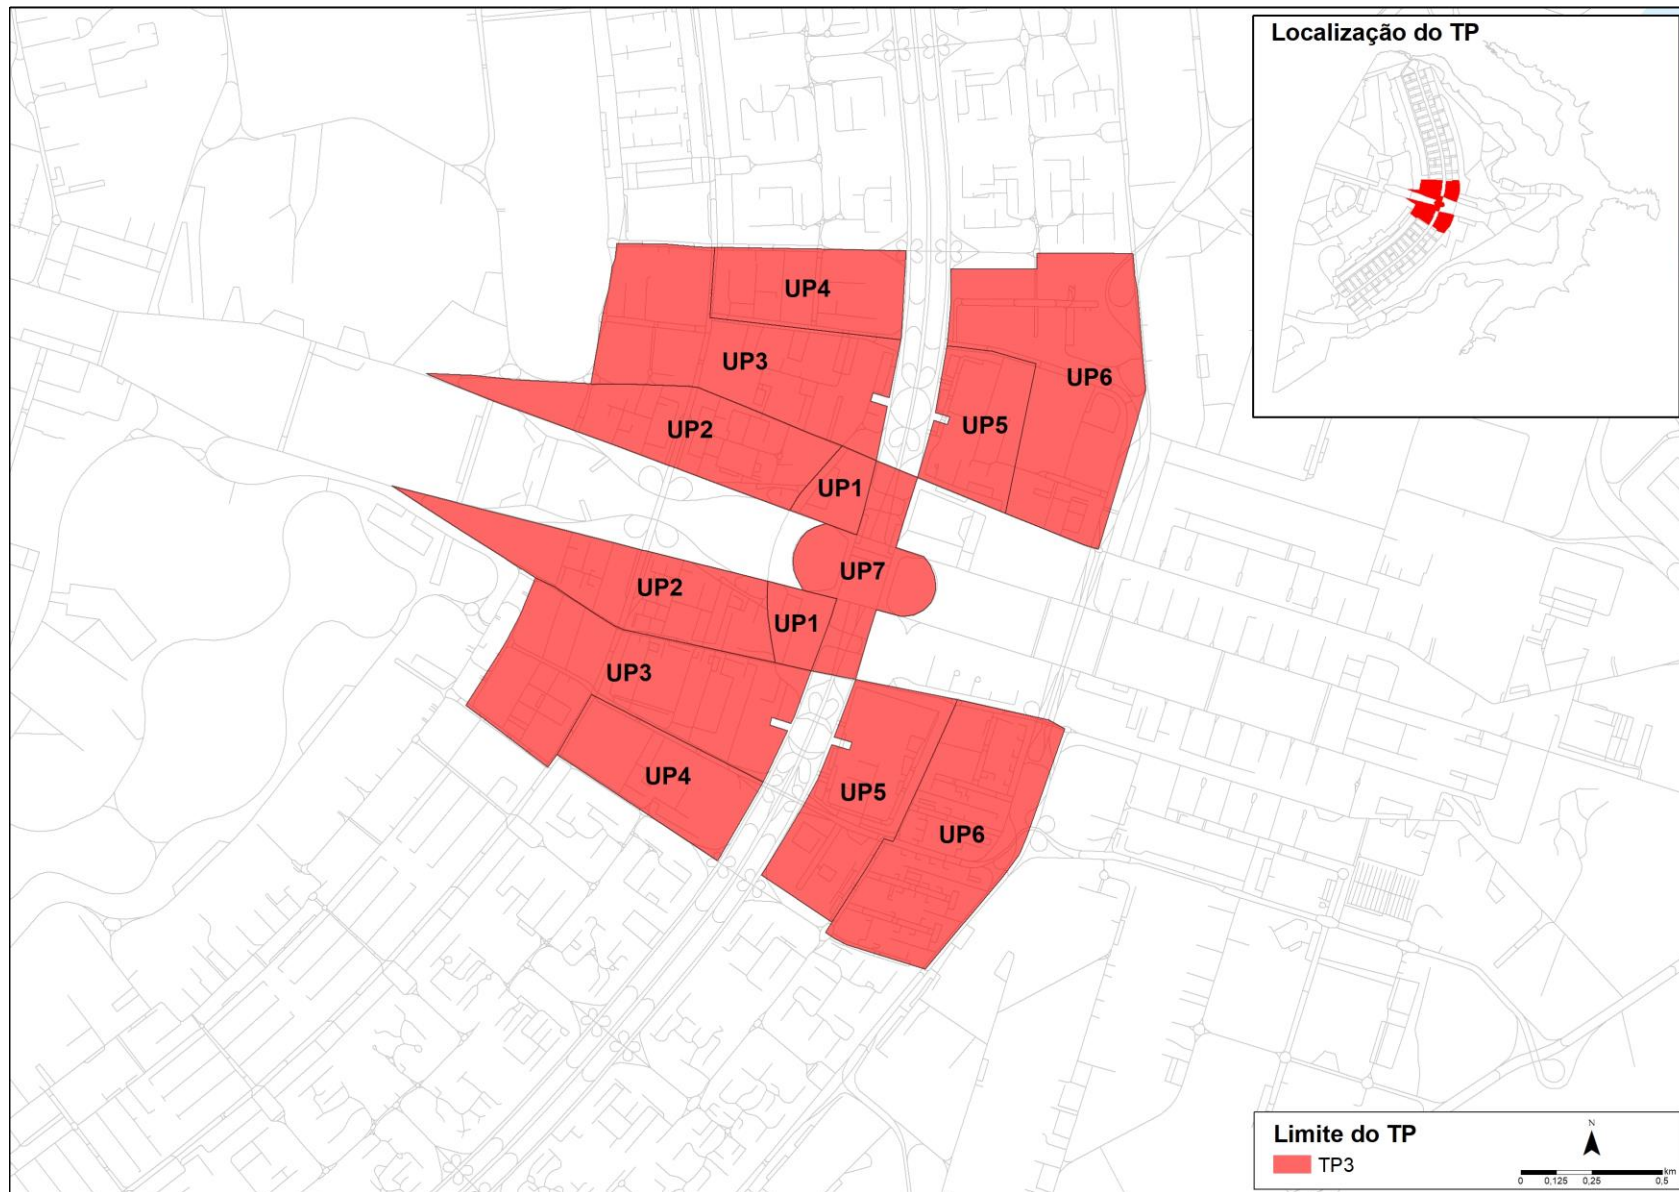 Localização do TP
UP4
UP3
UP6
UP5
UP2
UP1
UP7
UP2
UP1
UP3
UP4
UP5
UP6
Limite do TP
TP3
N
km
0 0,125 0,25 0,5